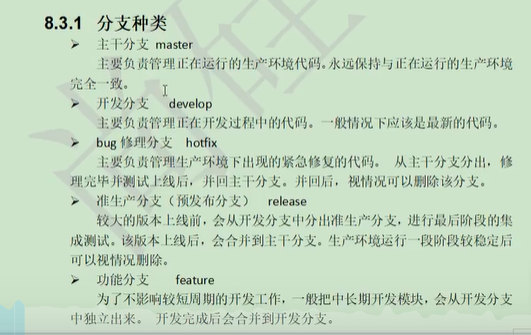 8.3.1 分支种类
➢ 主干分支 master
主要负责管理正在运行的生产环境代码。永远保持与正在运行的生产环境
完全一致。
➢ 开发分支 develop
主要负责管理正在开发过程中的代码。一般情况下应该是最新的代码。
➢ bug 修理分支 hotfix
主要负责管理生产环境下出现的紧急修复的代码。 从主干分支分出，修
理完毕并测试上线后，并回主干分支。并回后，视情况可以删除该分支。
➢ 准生产分支（预发布分支） release
较大的版本上线前，会从开发分支中分出准生产分支，进行最后阶段的集
成测试。该版本上线后，会合并到主干分支。生产环境运行一段阶段较稳定后
可以视情况删除。
➢ 功能分支 feature
为了不影响较短周期的开发工作，一般把中长期开发模块，会从开发分支
中独立出来。 开发完成后会合并到开发分支。